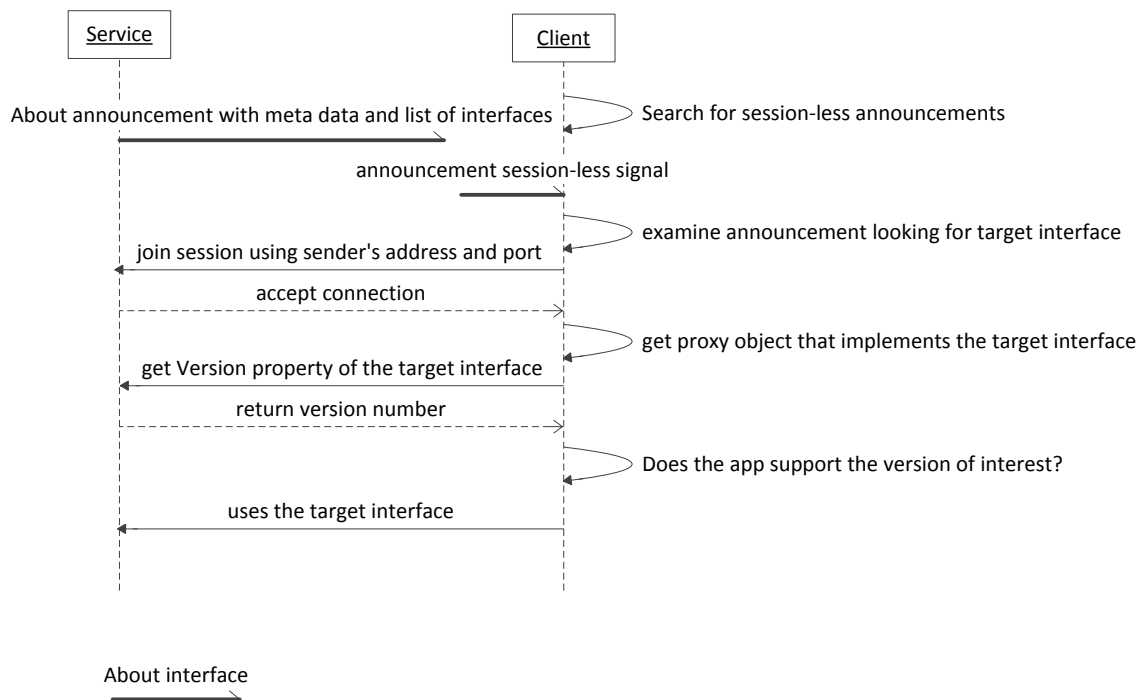 Service
Client
About announcement with meta data and list of interfaces
Search for session-less announcements
announcement session-less signal
examine announcement looking for target interface
join session using sender's address and port
accept connection
get proxy object that implements the target interface
get Version property of the target interface
return version number
Does the app support the version of interest?
uses the target interface
About interface